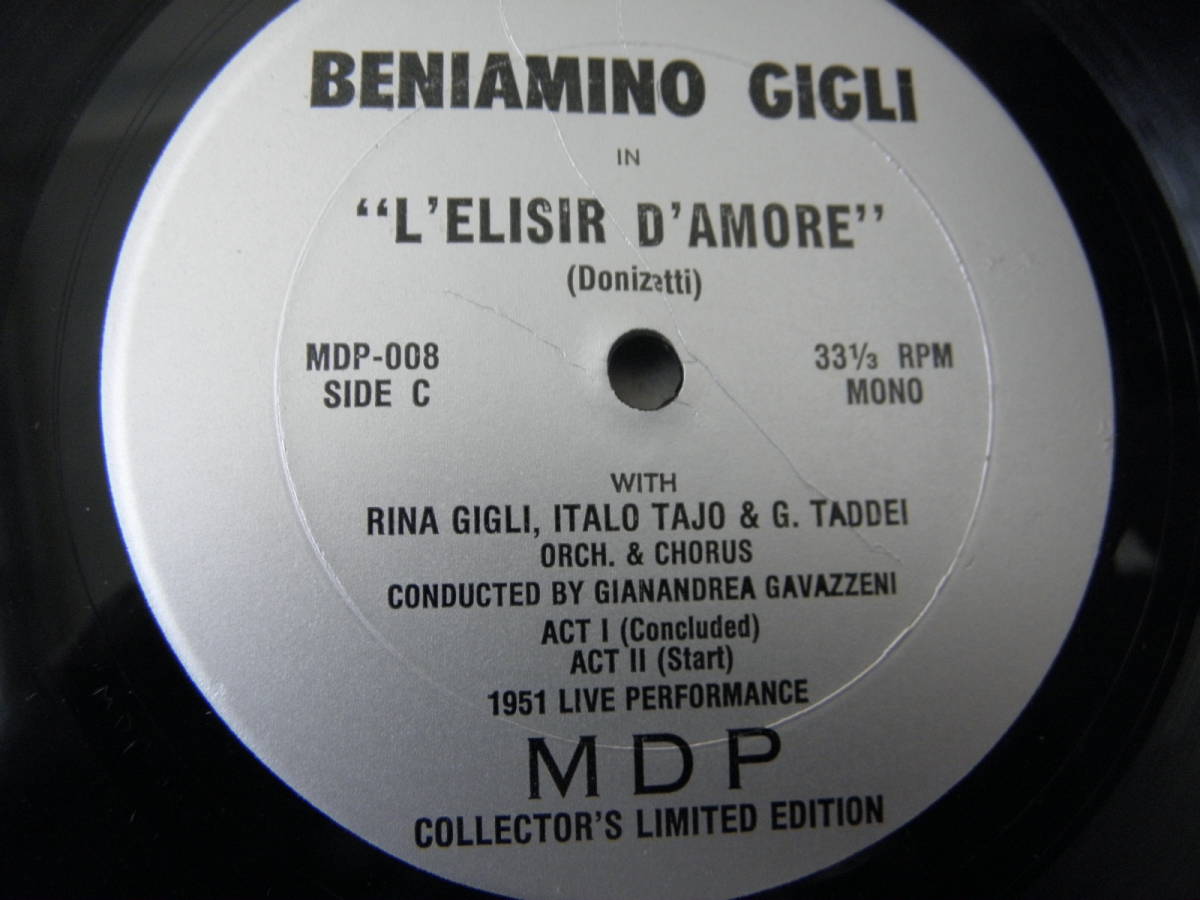 BENIAMINO GIGLI
IN
"L'ELISIR D'AMORE"
(Donizetti)
MDP-008
SIDE C
33⅓ RPM
MONO
WITH
RINA GIGLI, ITALO TAJO & G. TADDEI
ORCH. & CHORUS
CONDUCTED BY GIANANDREA GAVAZZENI
ACT I (Concluded)
ACT II (Start)
1951 LIVE PERFORMANCE
MDP
COLLECTOR'S LIMITED EDITION